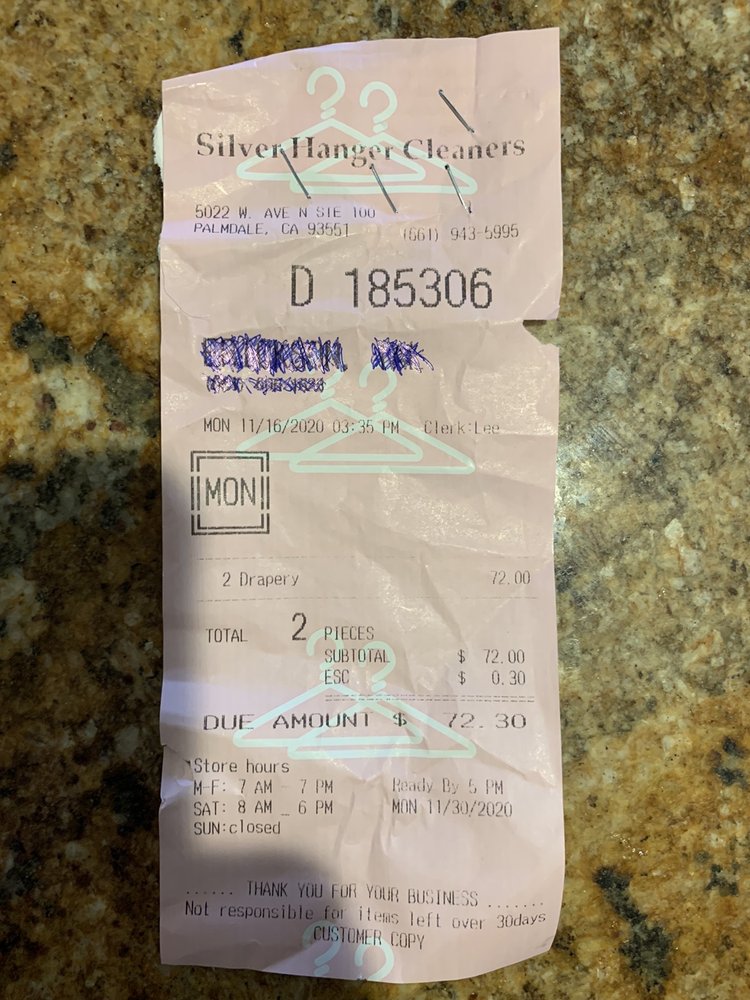 Silver Hanger Cleaners
5022 W. AVE N STE 100
PALMDALE, CA 93551 (661) 943-5995
D 185306
MON 11/16/2020 03:35 PM Clerk:Lee
MON
2 Drapery 72.00
TOTAL 2 PIECES
SUBTOTAL $ 72.00
ESC $ 0.30
DUE AMOUNT $ 72.30
Store hours
M-F: 7 AM - 7 PM Ready By 5 PM
SAT: 8 AM _ 6 PM MON 11/30/2020
SUN:closed
...... THANK YOU FOR YOUR BUSINESS .......
Not responsible for items left over 30days
CUSTOMER COPY